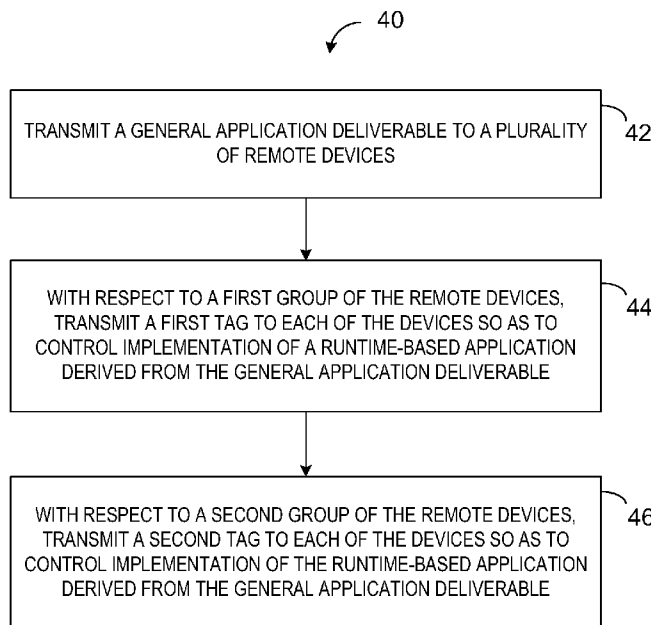 40
TRANSMIT A GENERAL APPLICATION DELIVERABLE TO A PLURALITY
OF REMOTE DEVICES
42
WITH RESPECT TO A FIRST GROUP OF THE REMOTE DEVICES,
TRANSMIT A FIRST TAG TO EACH OF THE DEVICES SO AS TO
CONTROL IMPLEMENTATION OF A RUNTIME-BASED APPLICATION
DERIVED FROM THE GENERAL APPLICATION DELIVERABLE
44
WITH RESPECT TO A SECOND GROUP OF THE REMOTE DEVICES,
TRANSMIT A SECOND TAG TO EACH OF THE DEVICES SO AS TO
CONTROL IMPLEMENTATION OF THE RUNTIME-BASED APPLICATION
DERIVED FROM THE GENERAL APPLICATION DELIVERABLE
46